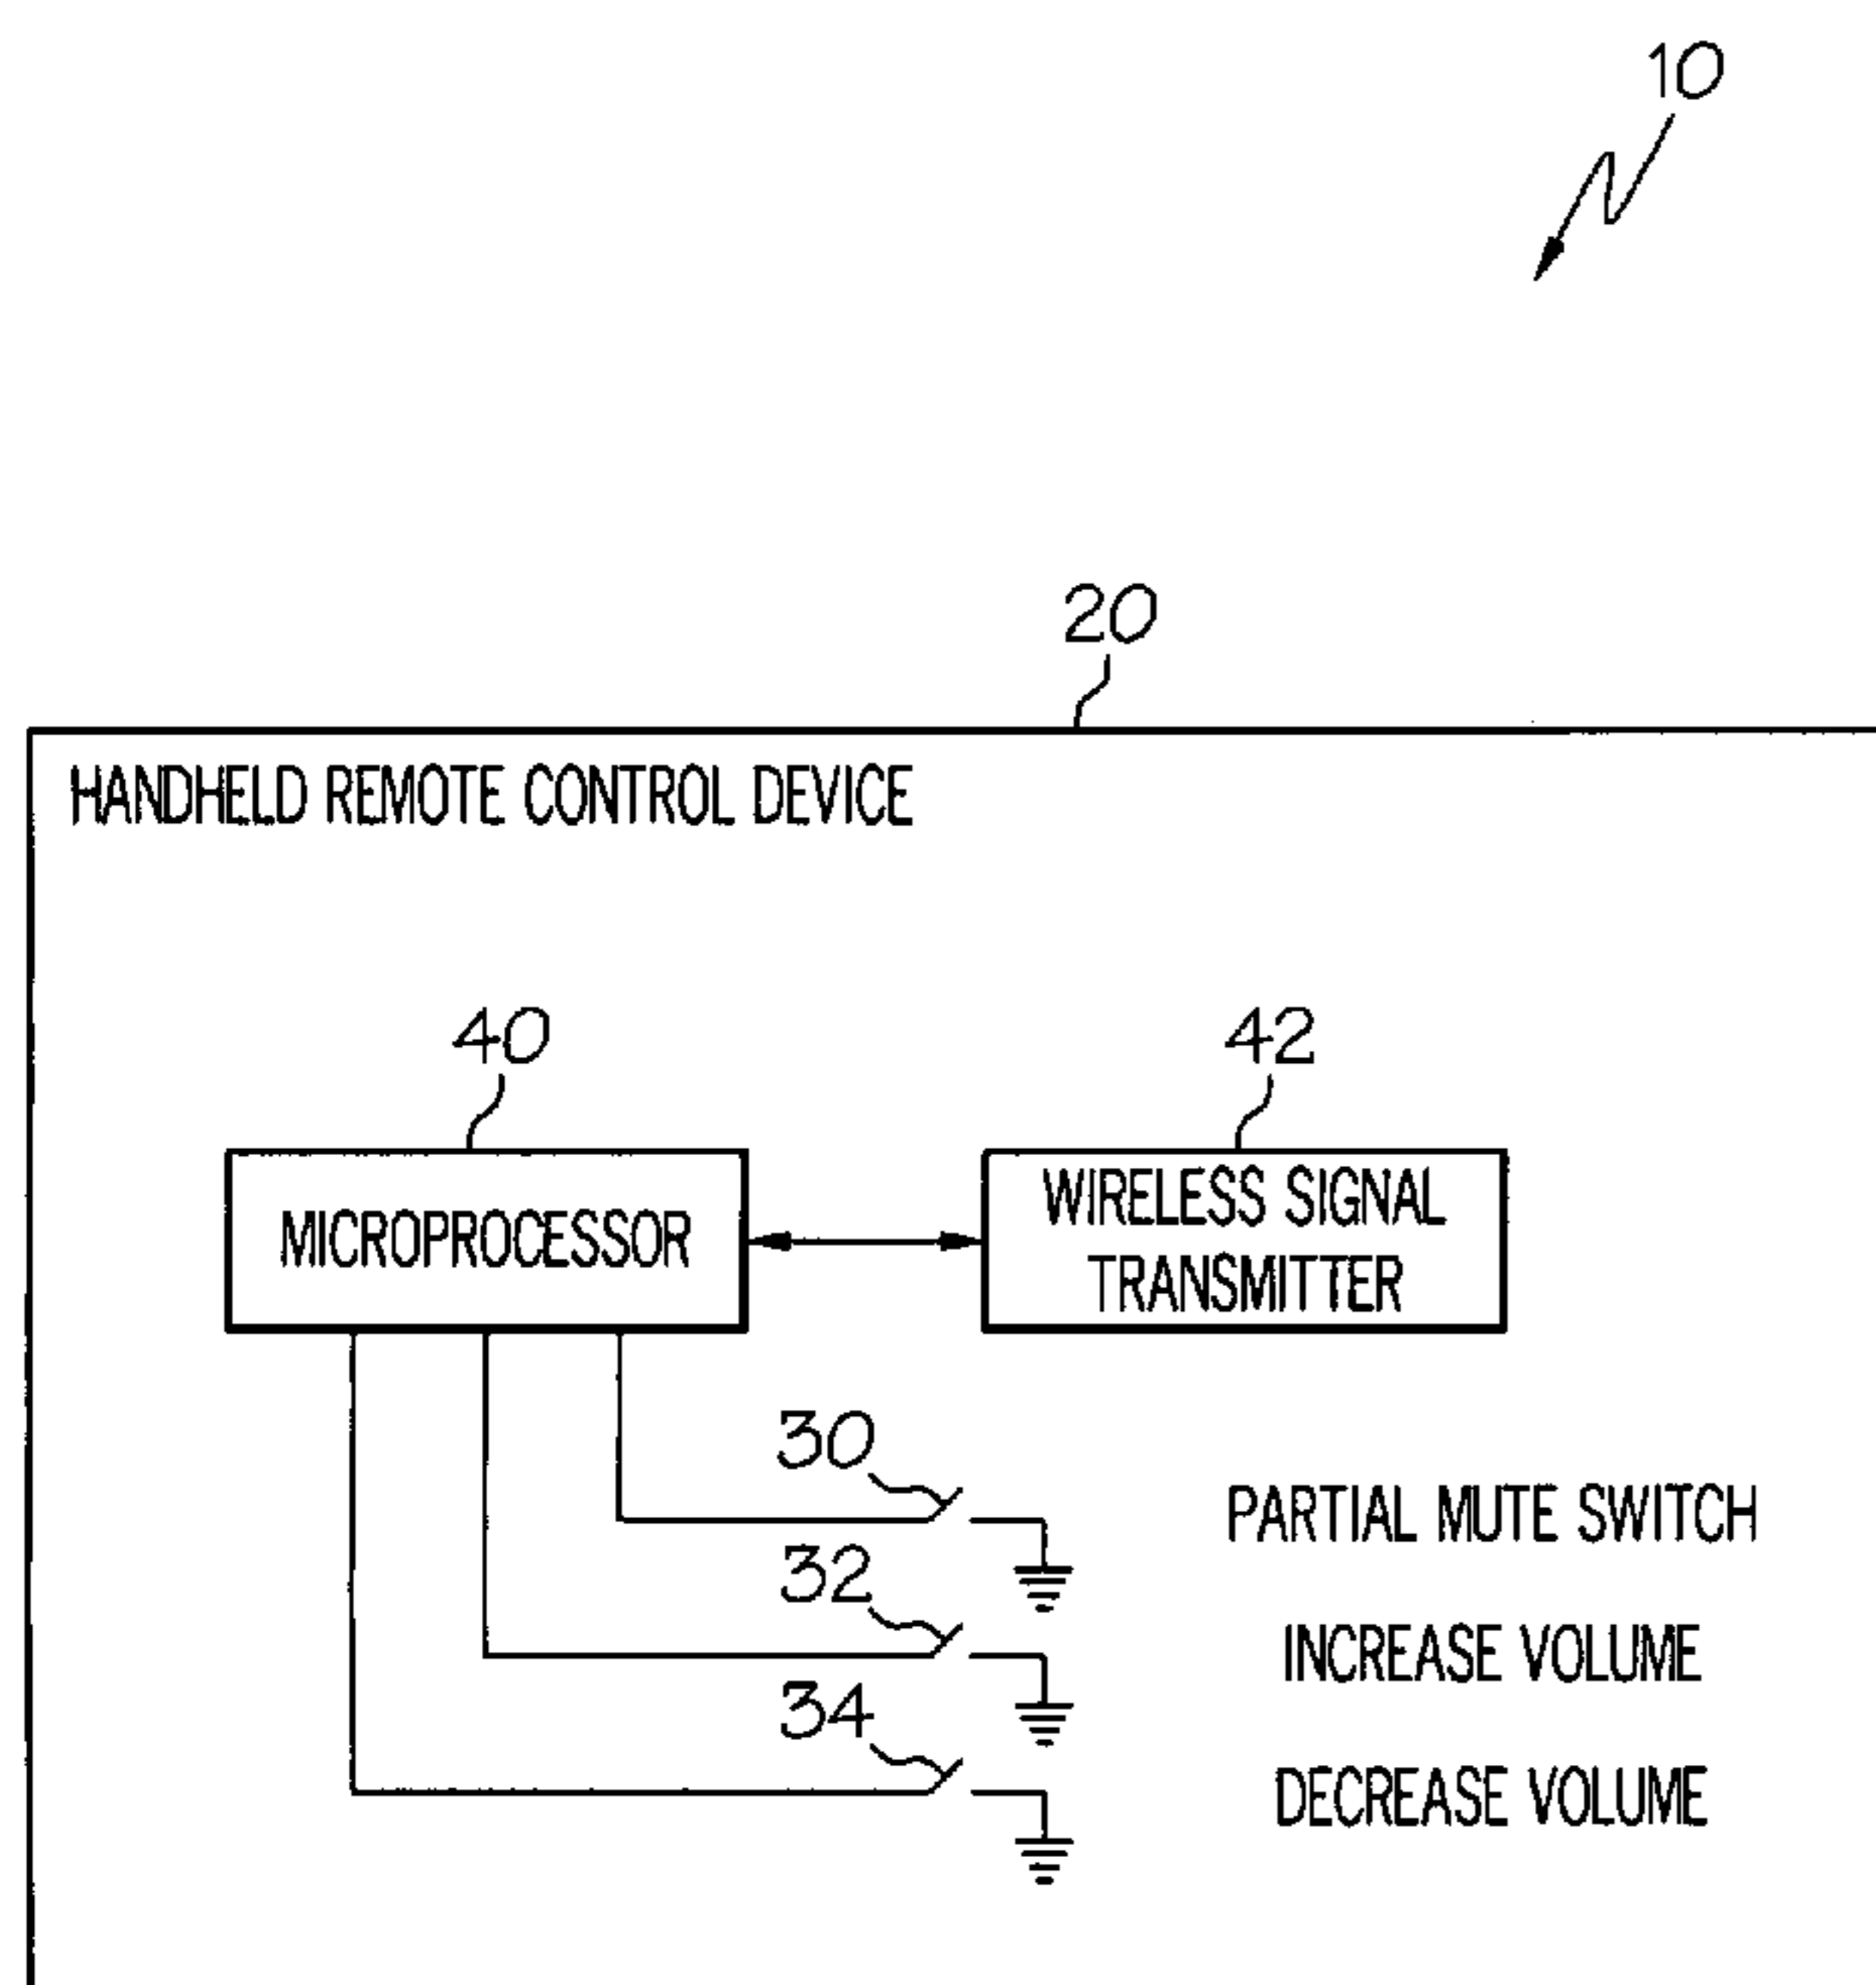 10
20
HANDHELD REMOTE CONTROL DEVICE
40
42
MICROPROCESSOR
WIRELESS SIGNAL
TRANSMITTER
30
PARTIAL MUTE SWITCH
32
INCREASE VOLUME
34
DECREASE VOLUME